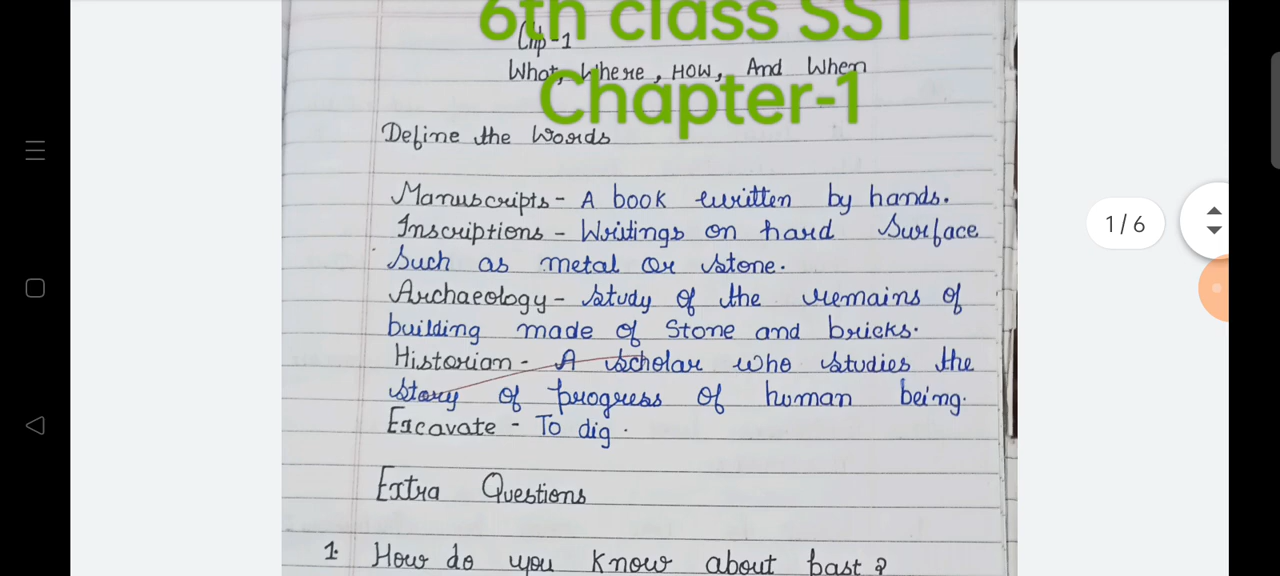 6th class SST
Chp-1
What, Where, HOW, And When
Chapter-1
Define the Words
Manuscripts - A book written by hands.
Inscriptions - Writings on hard Surface
Such as metal or stone.
Archaeology - study of the remains of
building made of Stone and bricks.
Historian - A scholar who studies the
story of progress of human being.
Excavate - To dig.
Extra Questions
1. How do you know about past?
1/6